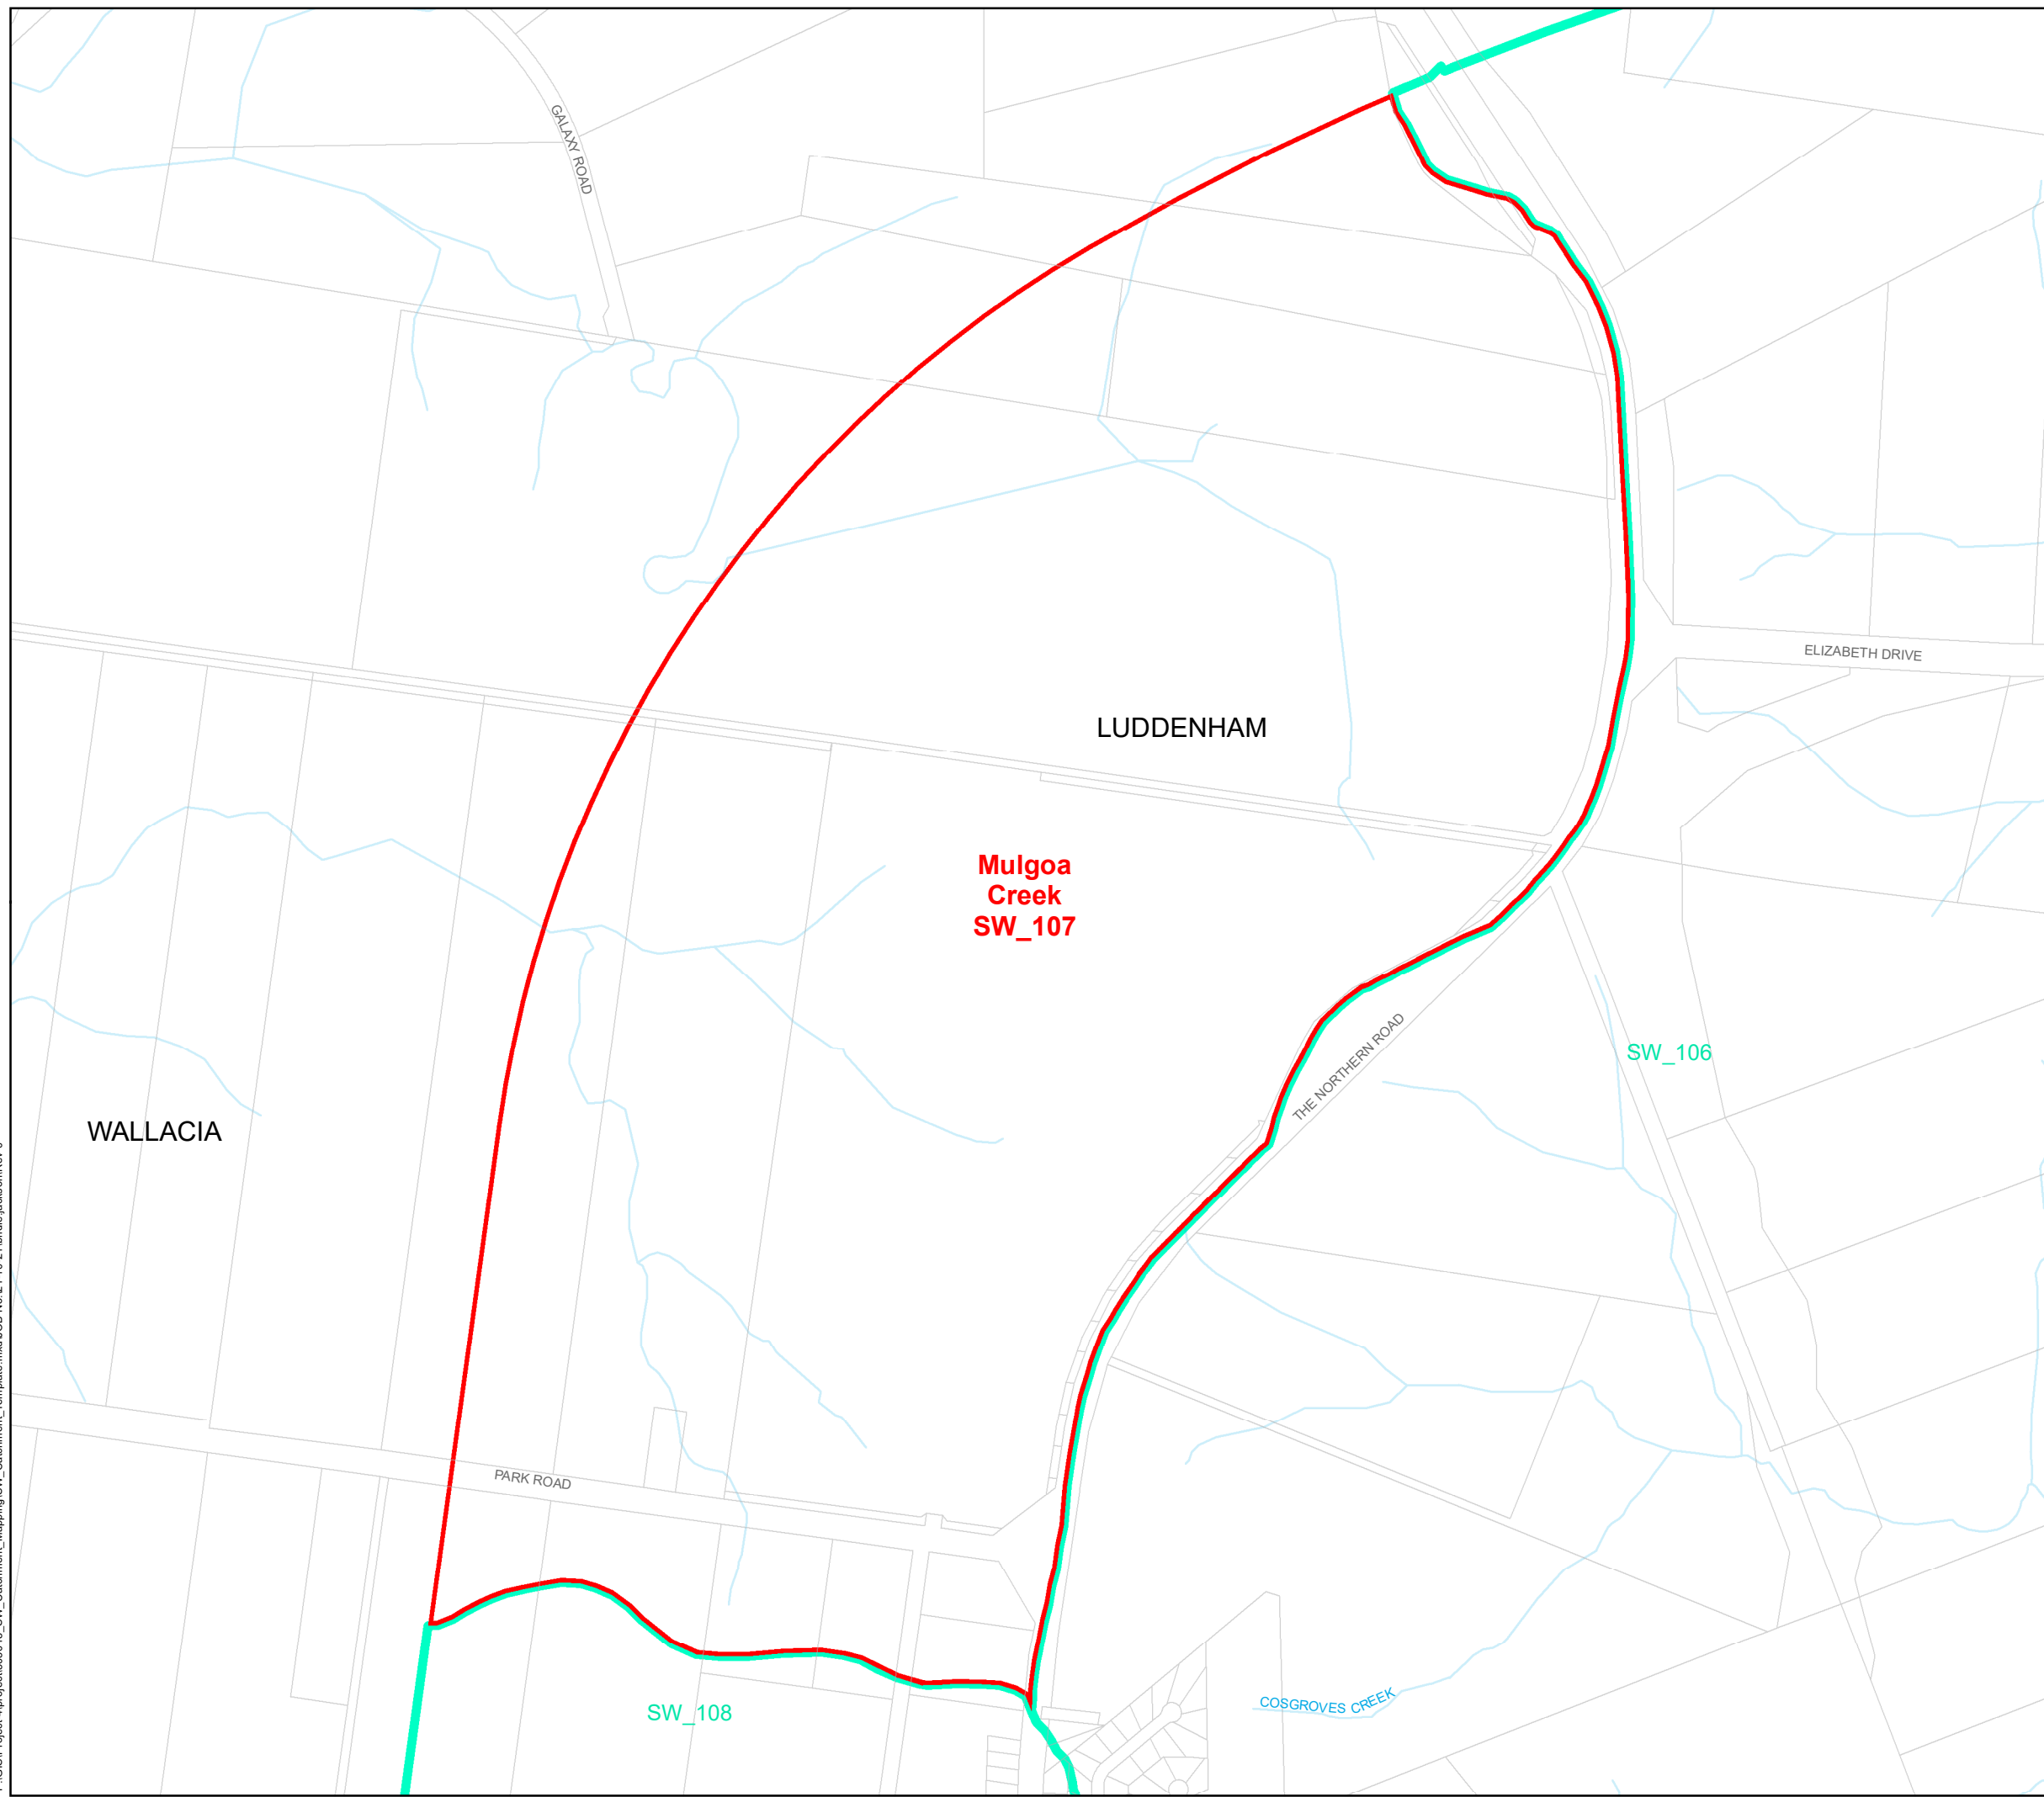 GALAXY ROAD
ELIZABETH DRIVE
LUDDENHAM
Mulgoa
Creek
SW_107
THE NORTHERN ROAD
SW_106
WALLACIA
PARK ROAD
SW_108
COSGROVES CREEK